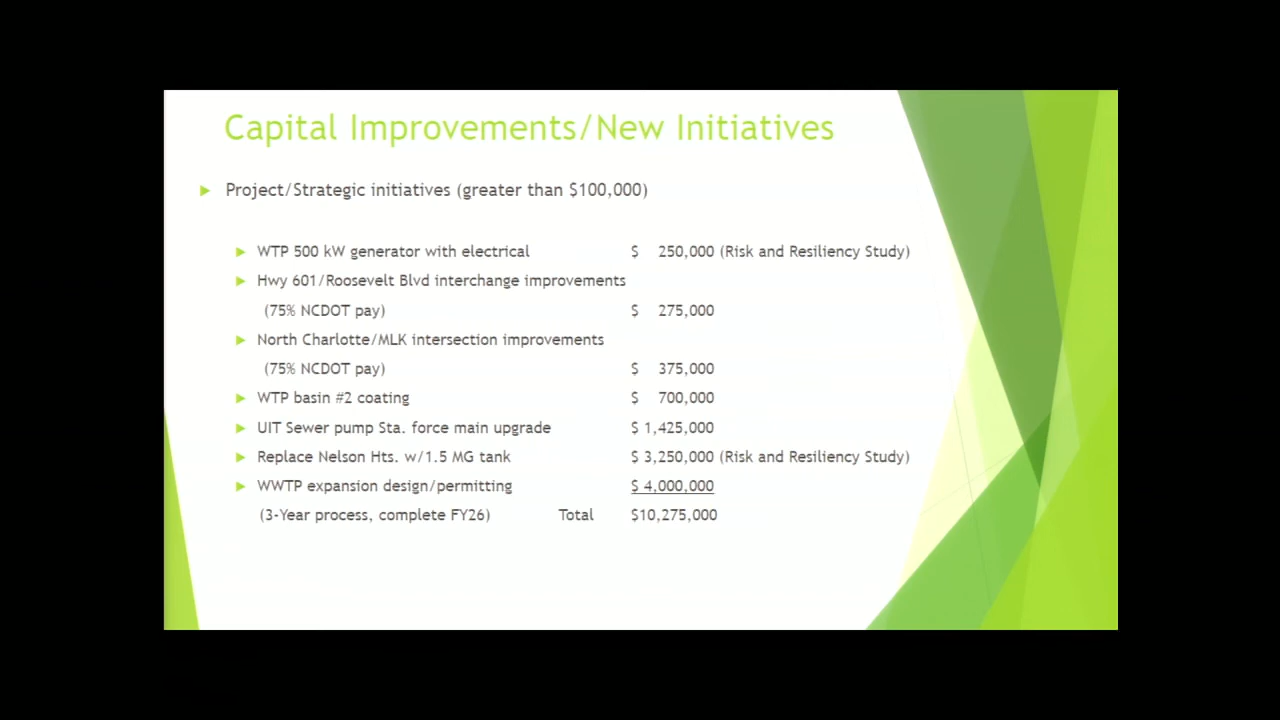 Capital Improvements/New Initiatives
Project/Strategic initiatives (greater than $100,000)
WTP 500 kW generator with electrical $ 250,000 (Risk and Resiliency Study)
Hwy 601/Roosevelt Blvd interchange improvements
(75% NCDOT pay) $ 275,000
North Charlotte/MLK intersection improvements
(75% NCDOT pay) $ 375,000
WTP basin #2 coating $ 700,000
UIT Sewer pump Sta. force main upgrade $ 1,425,000
Replace Nelson Hts. w/1.5 MG tank $ 3,250,000 (Risk and Resiliency Study)
WWTP expansion design/permitting $ 4,000,000
(3-Year process, complete FY26) Total $10,275,000